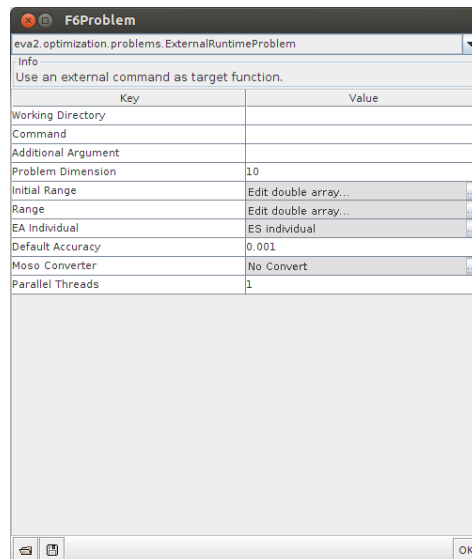 F6Problem
eva2.optimization.problems.ExternalRuntimeProblem
Info
Use an external command as target function.
Key Value
Working Directory
Command
Additional Argument
Problem Dimension 10
Initial Range Edit double array...
Range Edit double array...
EA Individual ES individual
Default Accuracy 0.001
Moso Converter No Convert
Parallel Threads 1
OK